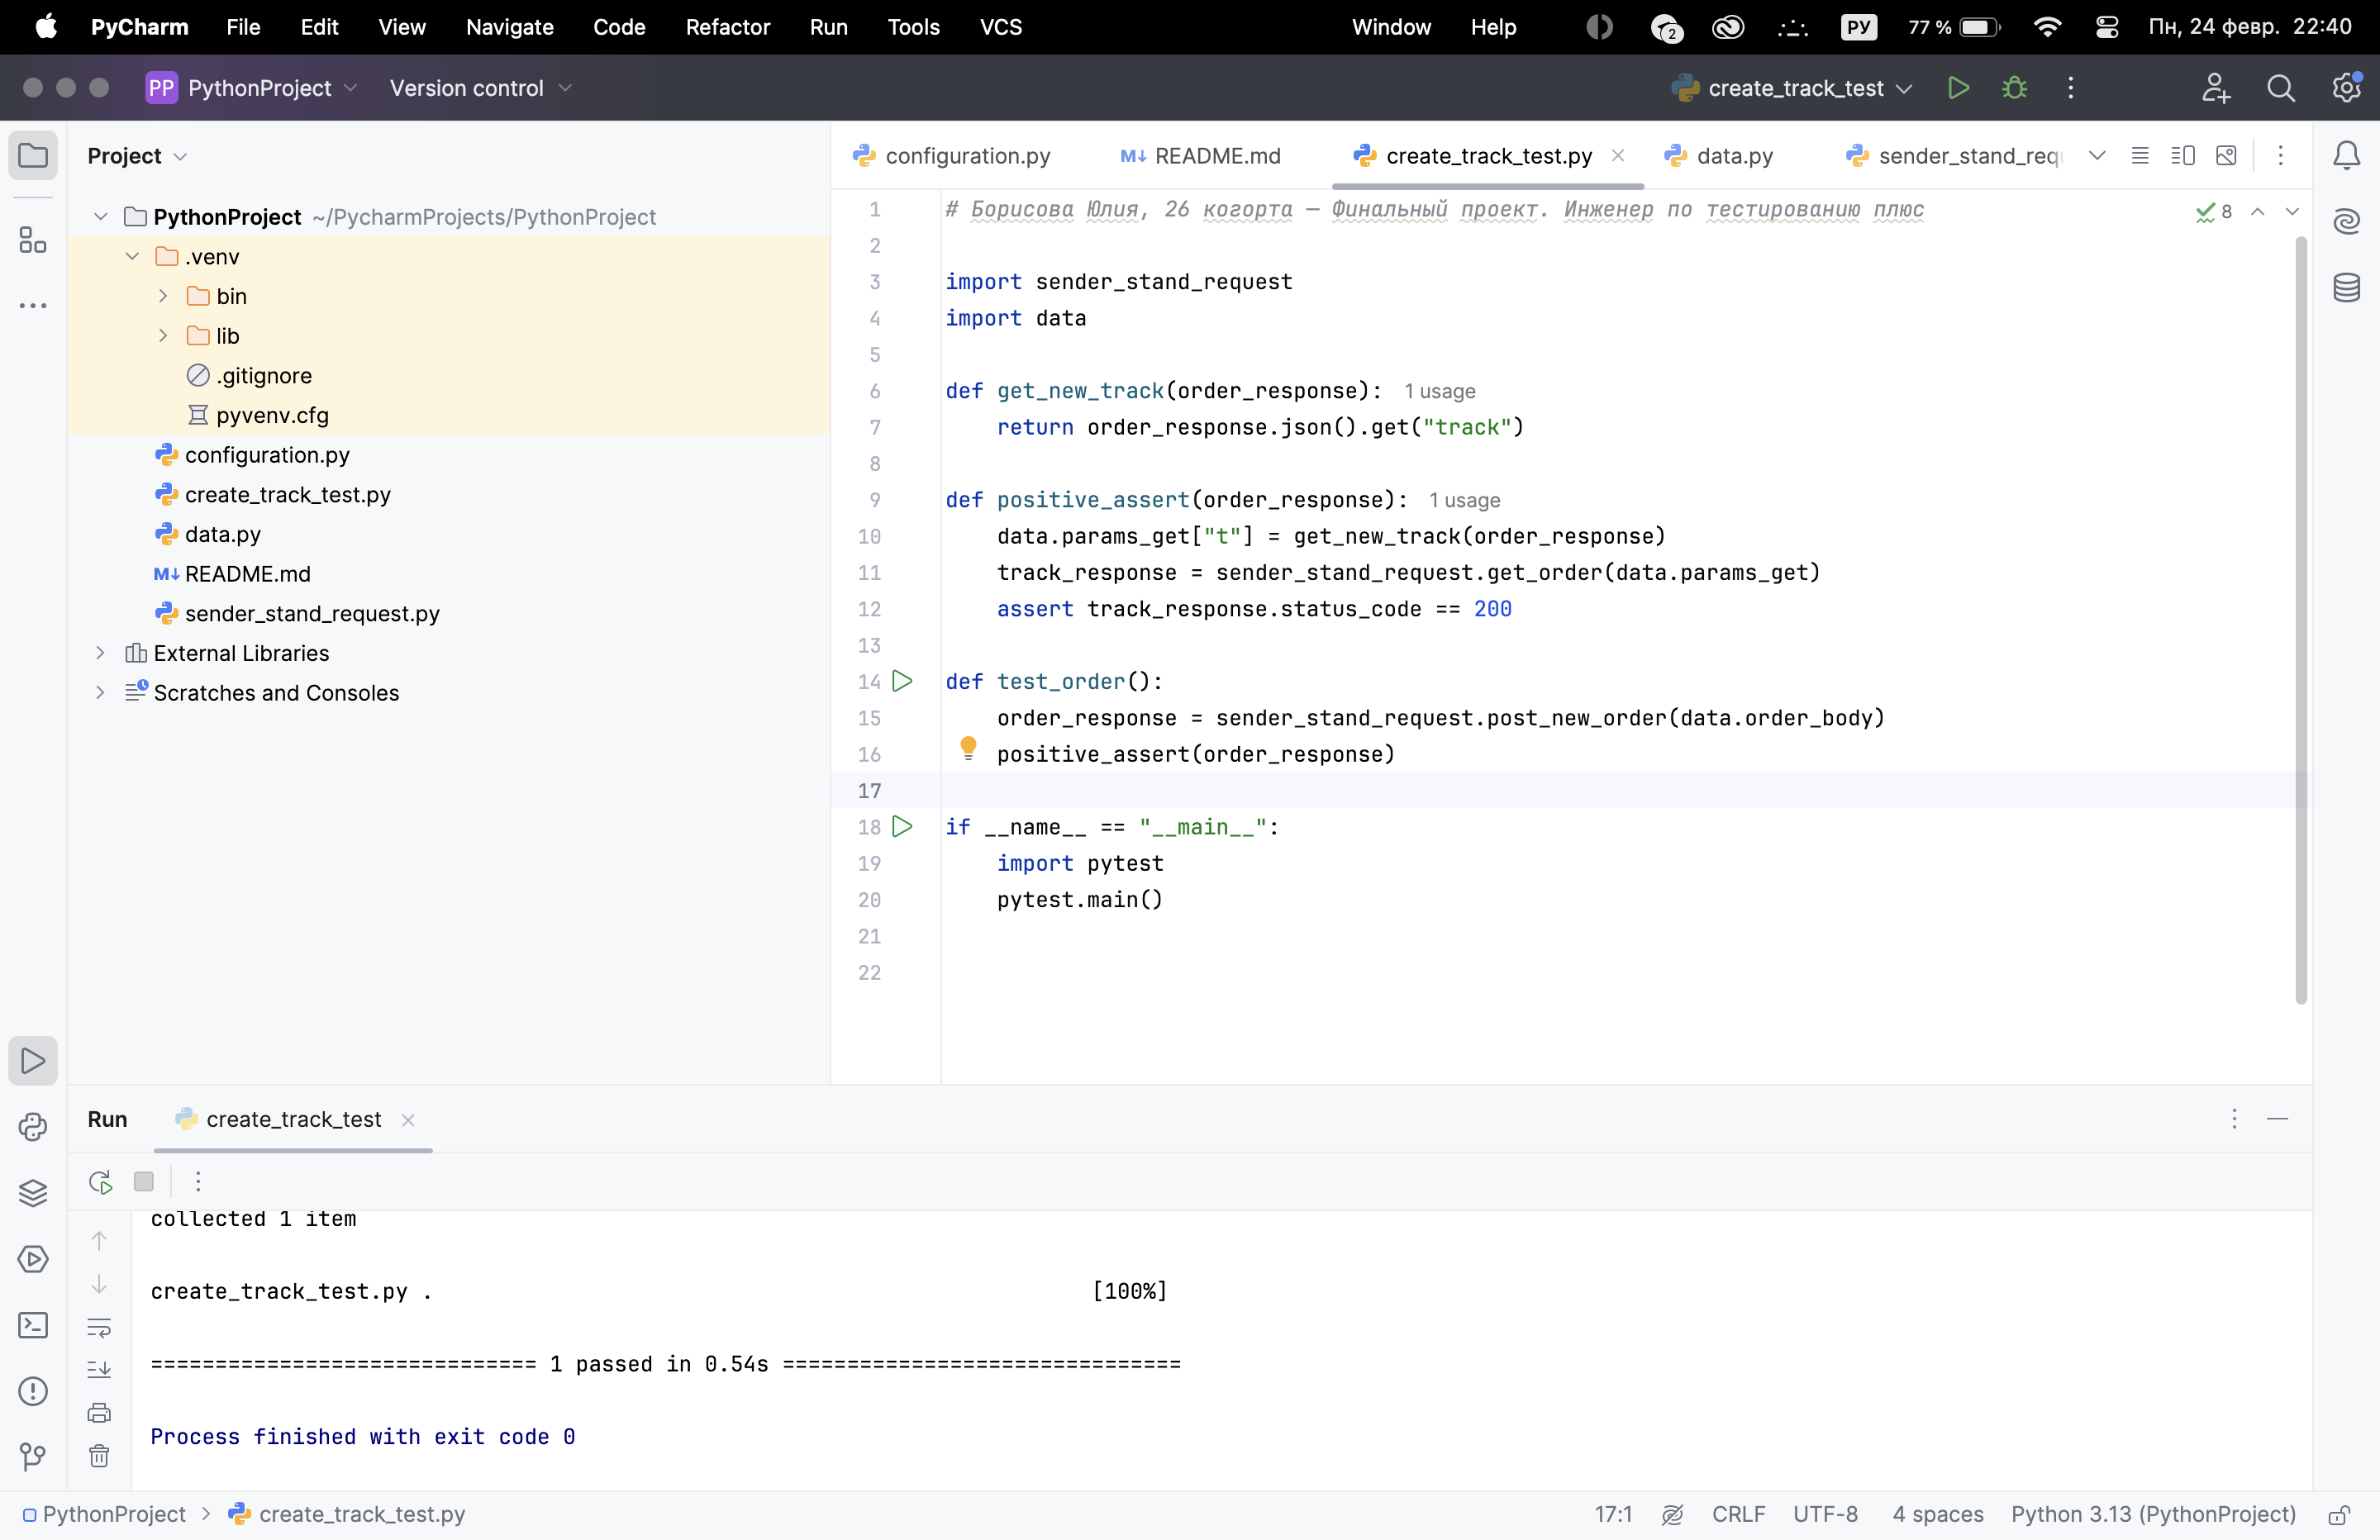 PyCharm File Edit View Navigate Code Refactor Run Tools VCS Window Help 2 РУ 77 % Пн, 24 февр. 22:40
PP PythonProject Version control create_track_test
Project
PythonProject ~/PycharmProjects/PythonProject
.venv
bin
lib
.gitignore
pyvenv.cfg
configuration.py
create_track_test.py
data.py
M↓ README.md
sender_stand_request.py
External Libraries
Scratches and Consoles
configuration.py M↓ README.md create_track_test.py data.py sender_stand_requ
8
1 # Борисова Юлия, 26 когорта — Финальный проект. Инженер по тестированию плюс
2
3 import sender_stand_request
4 import data
5
6 def get_new_track(order_response): 1 usage
7 return order_response.json().get("track")
8
9 def positive_assert(order_response): 1 usage
10 data.params_get["t"] = get_new_track(order_response)
11 track_response = sender_stand_request.get_order(data.params_get)
12 assert track_response.status_code == 200
13
14 def test_order():
15 order_response = sender_stand_request.post_new_order(data.order_body)
16 positive_assert(order_response)
17
18 if __name__ == "__main__":
19 import pytest
20 pytest.main()
21
22
Run create_track_test
collected 1 item
create_track_test.py . [100%]
============================== 1 passed in 0.54s ===============================
Process finished with exit code 0
PythonProject > create_track_test.py 17:1 CRLF UTF-8 4 spaces Python 3.13 (PythonProject)